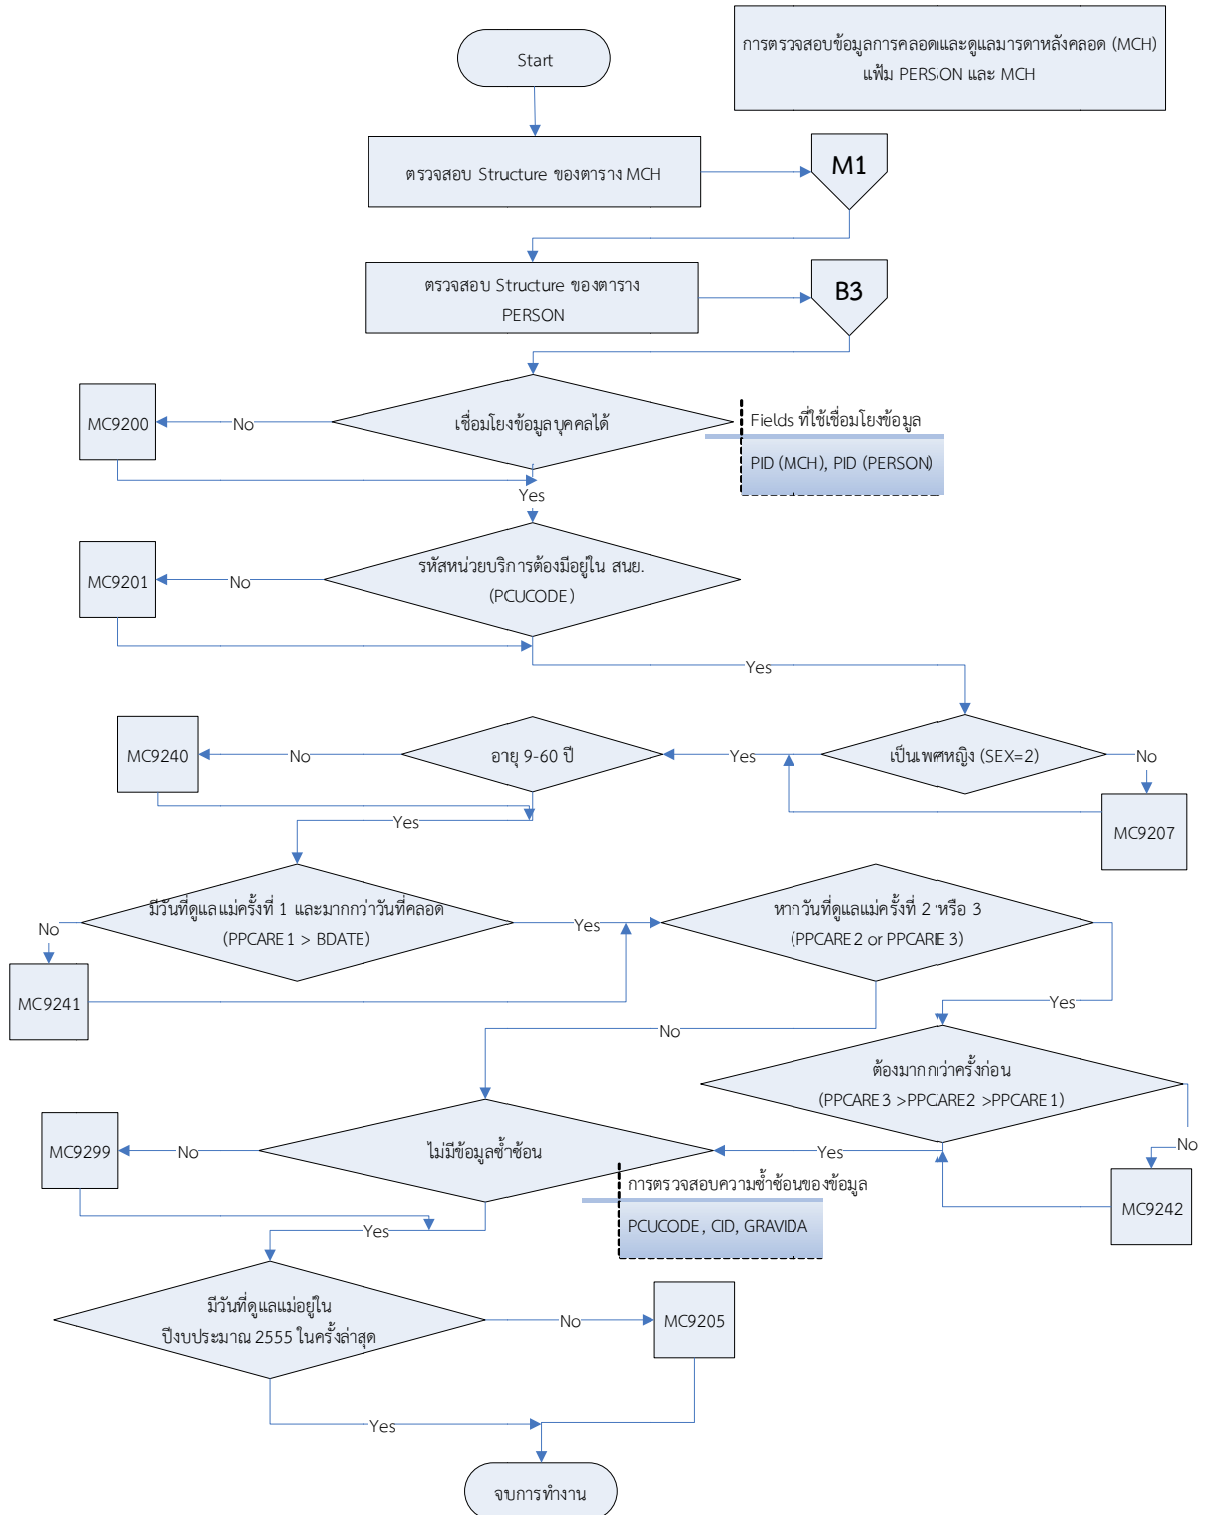 Start
การตรวจสอบข้อมูลการคลอดและดูแลมารดาหลังคลอด (MCH)
แฟ้ม PERSON และ MCH
ตรวจสอบ Structure ของตาราง MCH
M1
ตรวจสอบ Structure ของตาราง
PERSON
B3
MC9200
No
เชื่อมโยงข้อมูลบุคคลได้
Fields ที่ใช้เชื่อมโยงข้อมูล
PID (MCH), PID (PERSON)
Yes
MC9201
No
รหัสหน่วยบริการต้องมีอยู่ใน สนย.
(PCUCODE)
Yes
MC9240
No
อายุ 9-60 ปี
Yes
เป็นเพศหญิง (SEX=2)
No
MC9207
Yes
มีวันที่ดูแลแม่ครั้งที่ 1 และมากกว่าวันที่คลอด
(PPCARE1 > BDATE)
No
MC9241
Yes
หากวันที่ดูแลแม่ครั้งที่ 2 หรือ 3
(PPCARE2 or PPCARE3)
Yes
No
ต้องมากกว่าครั้งก่อน
(PPCARE3 >PPCARE2 >PPCARE1)
No
MC9242
Yes
MC9299
No
ไม่มีข้อมูลซ้ำซ้อน
การตรวจสอบความซ้ำซ้อนของข้อมูล
PCUCODE, CID, GRAVIDA
Yes
มีวันที่ดูแลแม่อยู่ใน
ปีงบประมาณ 2555 ในครั้งล่าสุด
No
MC9205
Yes
จบการทำงาน